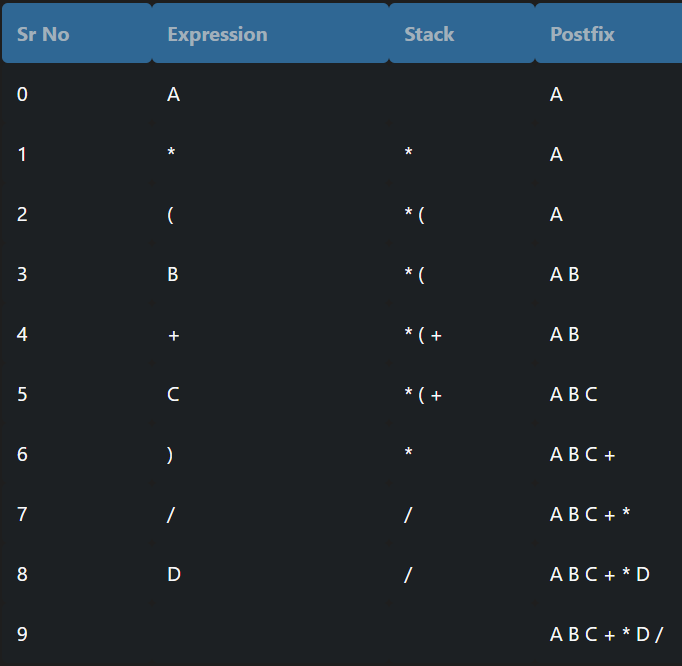 Sr No Expression Stack Postfix
0 A A
1 * * A
2 ( * ( A
3 B * ( A B
4 + * ( + A B
5 C * ( + A B C
6 ) * A B C +
7 / / A B C + *
8 D / A B C + * D
9 A B C + * D /